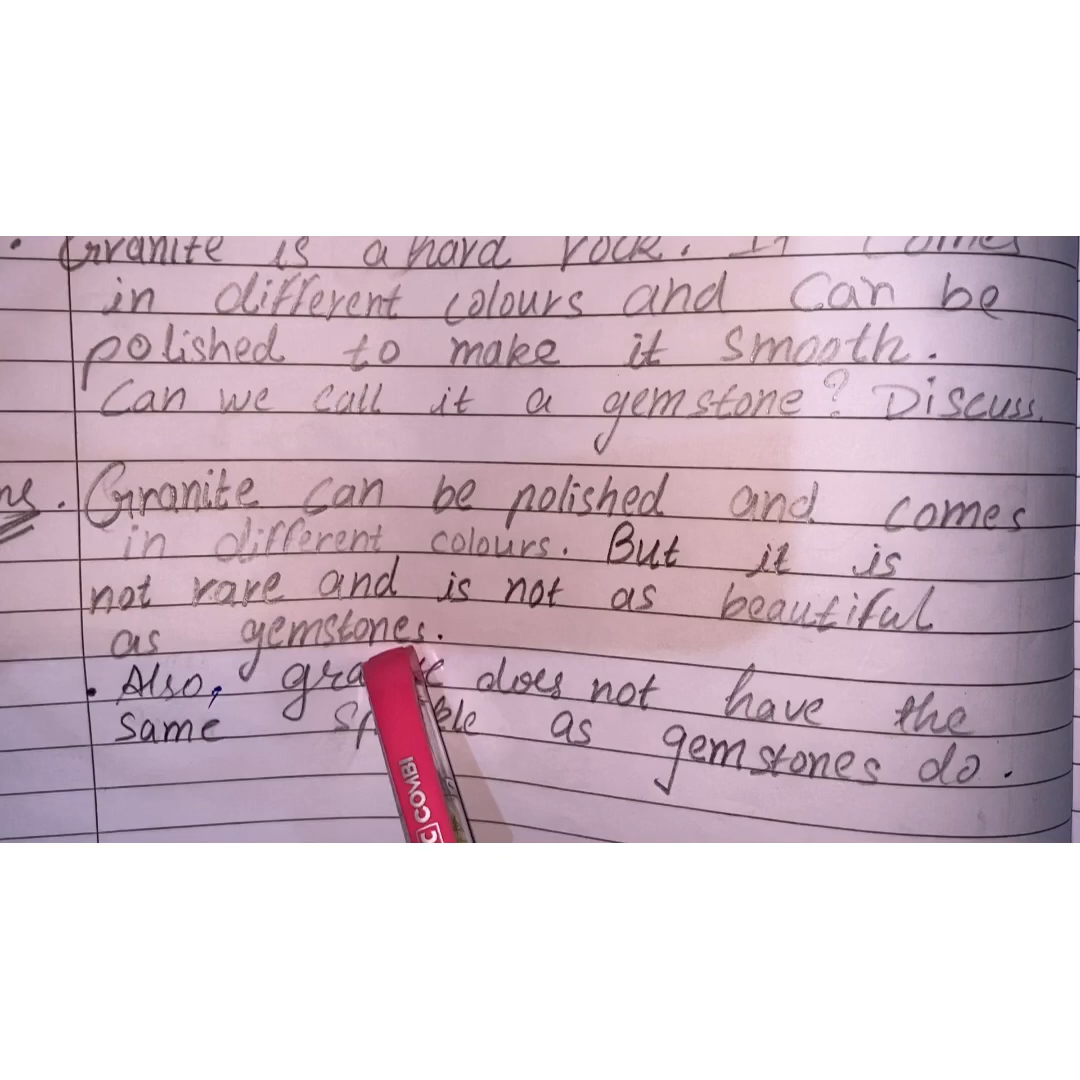 . Granite is a hard rock. It comes
in different colours and can be
polished to make it smooth.
Can we call it a gemstone? Discuss.
ns. Granite can be polished and comes
in different colours. But it is
not rare and is not as beautiful
as gemstones.
. Also, does not have the
same as gemstones do.
COMBI